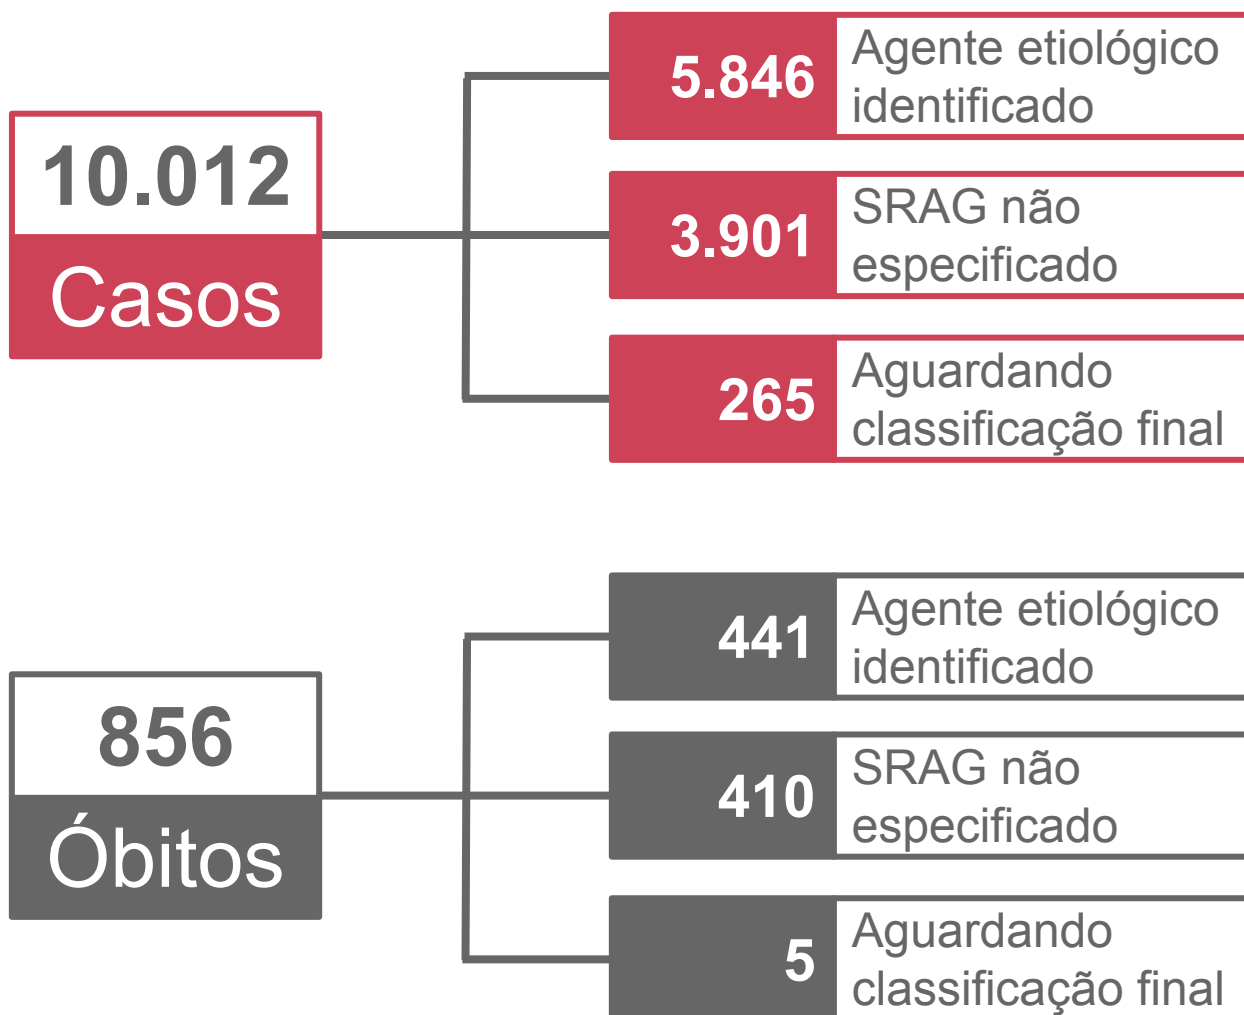 10.012
Casos
5.846
Agente etiológico
identificado
3.901
SRAG não
especificado
265
Aguardando
classificação final
856
Óbitos
441
Agente etiológico
identificado
410
SRAG não
especificado
5
Aguardando
classificação final